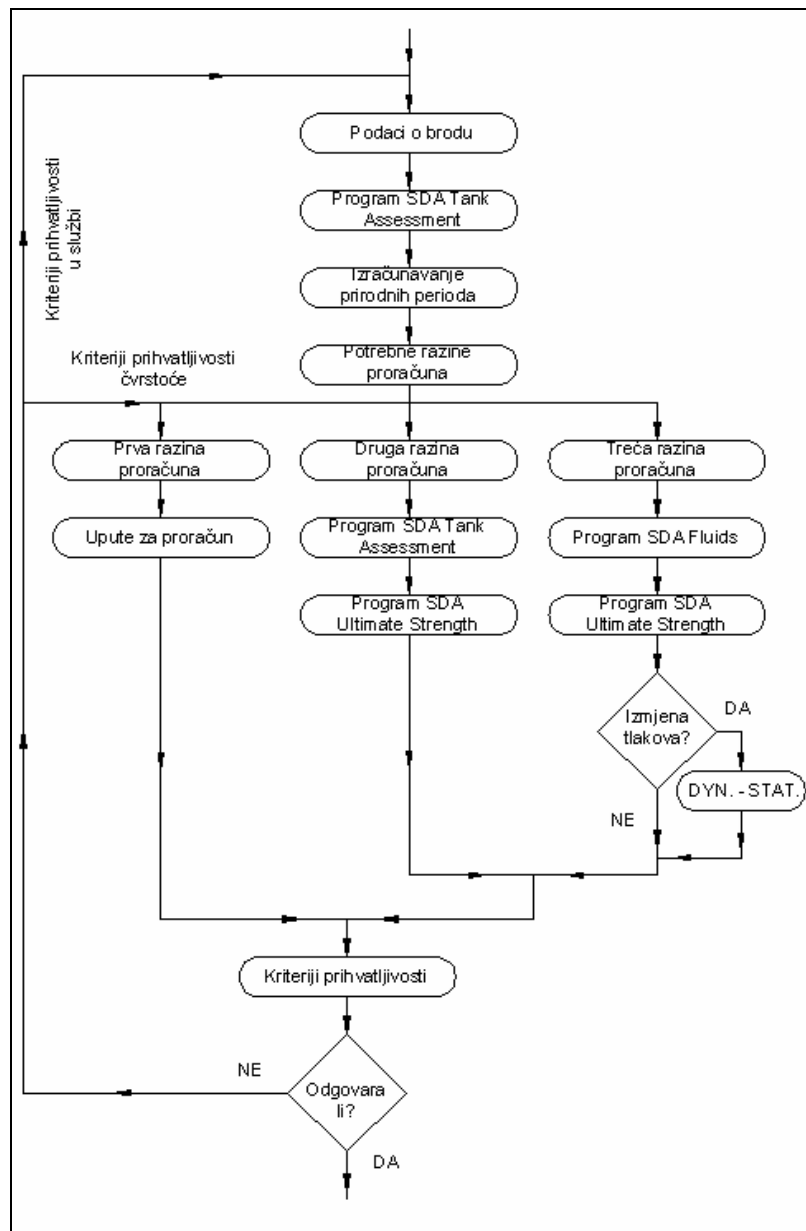 Podaci o brodu
Program SDA Tank
Assessment
Kriteriji prihvatljivosti
u službi
Izračunavanje
prirodnih perioda
Potrebne razine
proračuna
Kriteriji prihvatljivosti
čvrstoće
Prva razina
proračuna
Druga razina
proračuna
Treća razina
proračuna
Upute za proračun
Program SDA Tank
Assessment
Program SDA Fluids
Program SDA
Ultimate Strength
Program SDA
Ultimate Strength
Izmjena
tlakova?
DA
DYN. - STAT.
NE
Kriteriji prihvatljivosti
NE
Odgovara
li?
DA